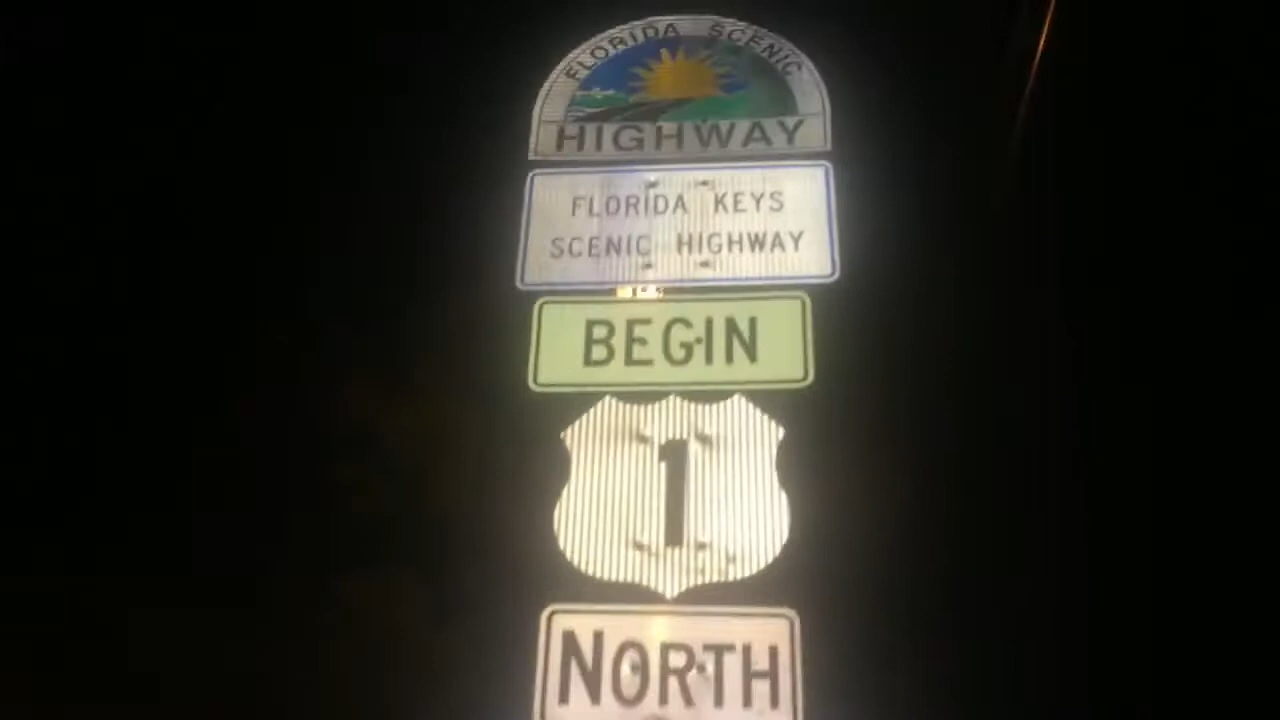 FLORIDA SCENIC
HIGHWAY
FLORIDA KEYS
SCENIC HIGHWAY
BEGIN
1
NORTH